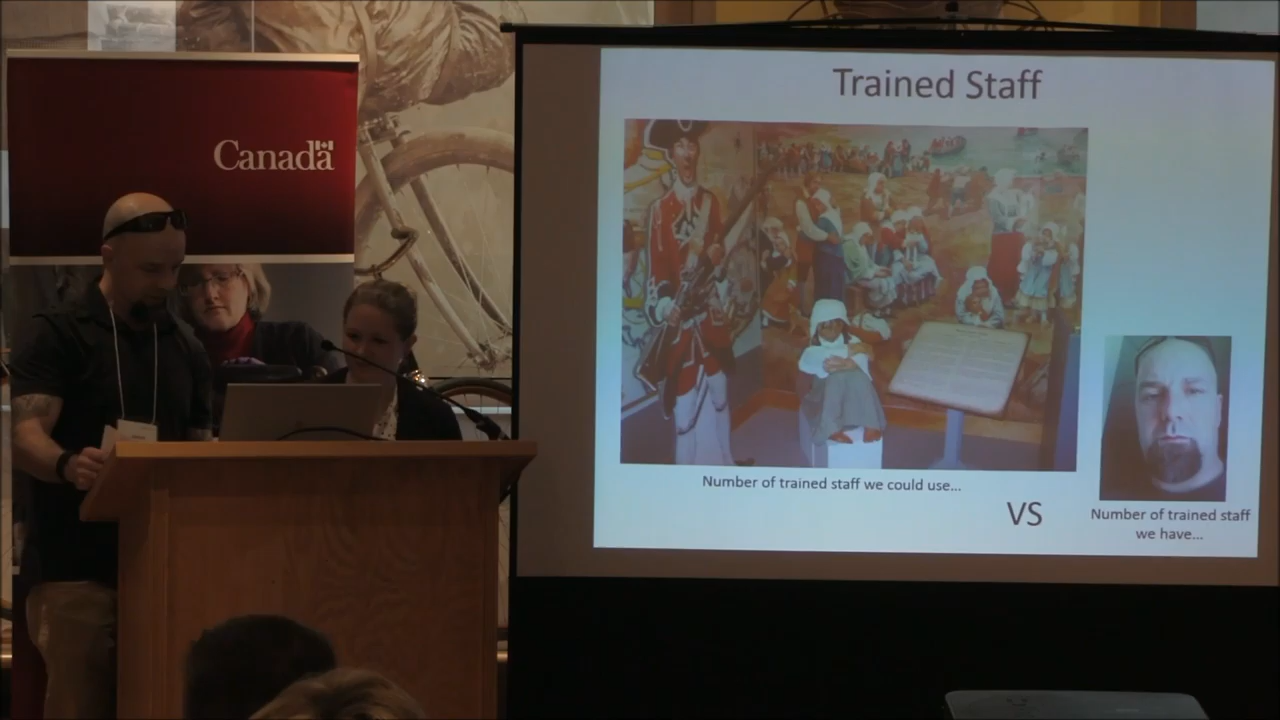 Canada
Trained Staff
Number of trained staff we could use...
VS
Number of trained staff
we have...